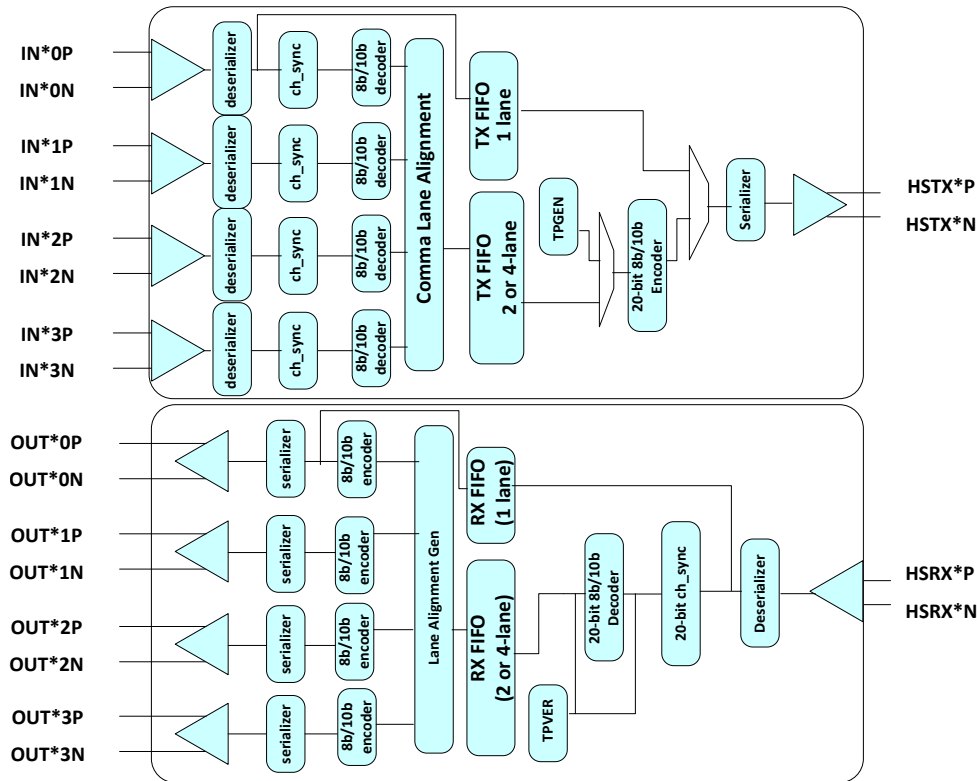 IN*0P
IN*0N
IN*1P
IN*1N
IN*2P
IN*2N
IN*3P
IN*3N
deserializer
deserializer
deserializer
deserializer
ch_sync
ch_sync
ch_sync
ch_sync
8b/10b
decoder
8b/10b
decoder
8b/10b
decoder
8b/10b
decoder
Comma Lane Alignment
TX FIFO
1 lane
TX FIFO
2 or 4-lane
TPGEN
20-bit 8b/10b
Encoder
Serializer
HSTX*P
HSTX*N
OUT*0P
OUT*0N
OUT*1P
OUT*1N
OUT*2P
OUT*2N
OUT*3P
OUT*3N
serializer
serializer
serializer
serializer
8b/10b
encoder
8b/10b
encoder
8b/10b
encoder
8b/10b
encoder
Lane Alignment Gen
RX FIFO
(1 lane)
RX FIFO
(2 or 4-lane)
TPVER
20-bit 8b/10b
Decoder
20-bit ch_sync
Deserializer
HSRX*P
HSRX*N